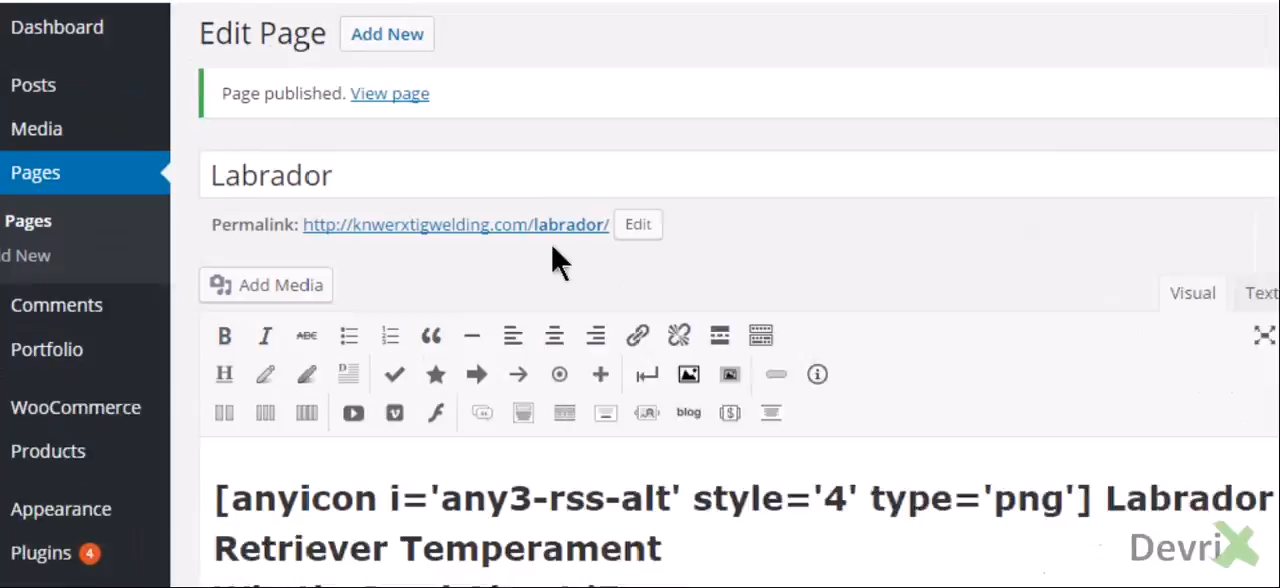 Dashboard
Posts
Media
Pages
Pages
d New
Comments
Portfolio
WooCommerce
Products
Appearance
Plugins 4
Edit Page Add New
Page published. View page
Labrador
Permalink: http://knwerxtigwelding.com/labrador/ Edit
Add Media
Visual Text
B I ABC
H
blog
[anyicon i='any3-rss-alt' style='4' type='png'] Labrador
Retriever Temperament
DevriX